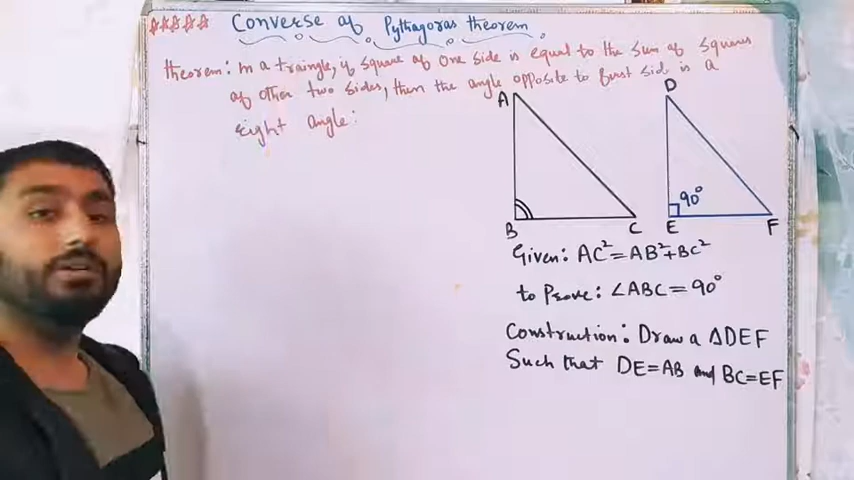 Converse of Pythagoras theorem
theorem: In a traingle, if square of one side is equal to the sum of squares
of other two sides, then the angle opposite to first side is a
right angle:
A
D
90°
B
C
E
F
Given: AC²=AB²+BC²
to Prove: ∠ABC=90°
Construction: Draw a ΔDEF
Such that DE=AB and BC=EF